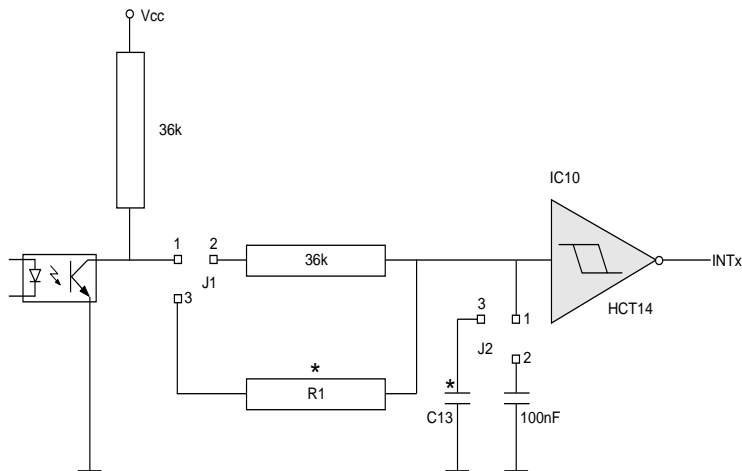 Vcc
36k
IC10
1
2
36k
J1
3
INTx
HCT14
3
1
J2
2
*
R1
*
C13
100nF